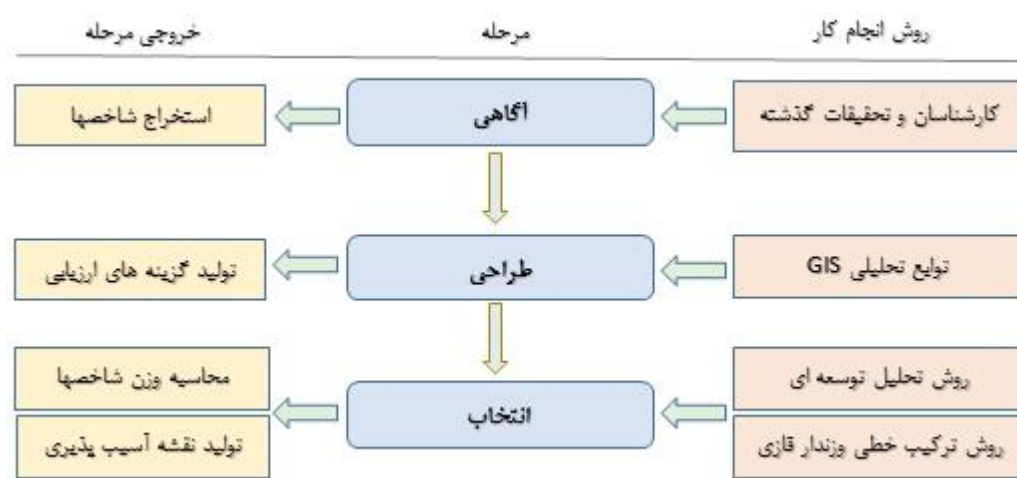 روش انجام کار
مرحله
خروجی مرحله
کارشناسان و تحقیقات گذشته
آگاهی
استخراج شاخصها
توابع تحلیلی GIS
طراحی
تولید گزینه های ارزیابی
روش تحلیل توسعه ای
انتخاب
محاسبه وزن شاخصها
روش ترکیب خطی وزندار قازی
تولید نقشه آسیب پذیری